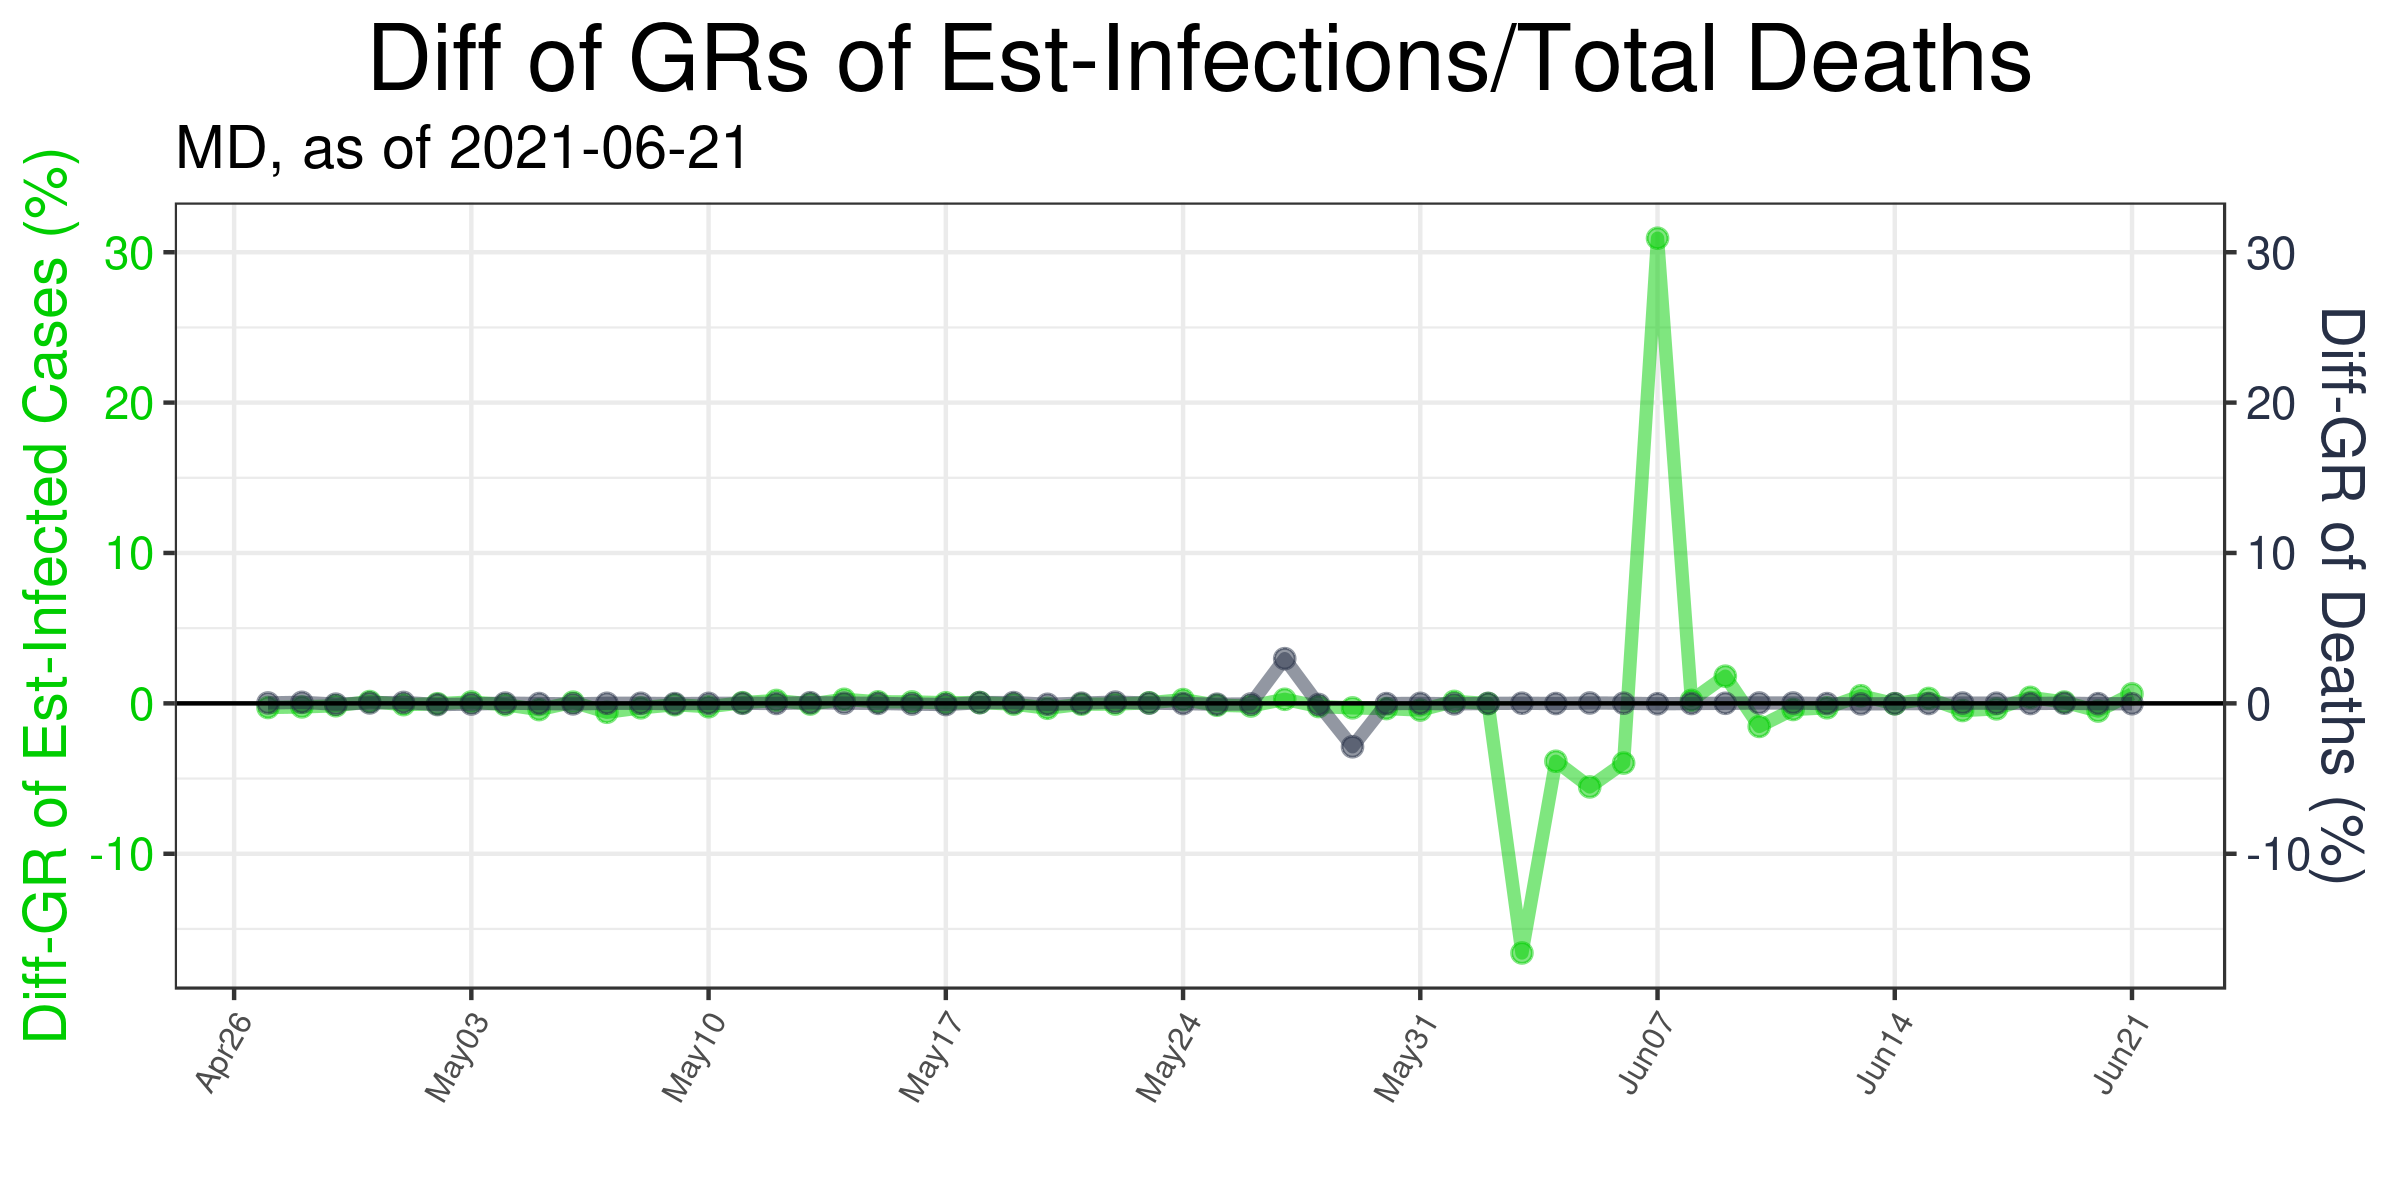 Diff of GRs of Est-Infections/Total Deaths
MD, as of 2021-06-21
Diff-GR of Est-Infected Cases (%)
30
20
10
0
-10
30
20
10
0
-10
Diff-GR of Deaths (%)
Apr26
May03
May10
May17
May24
May31
Jun07
Jun14
Jun21